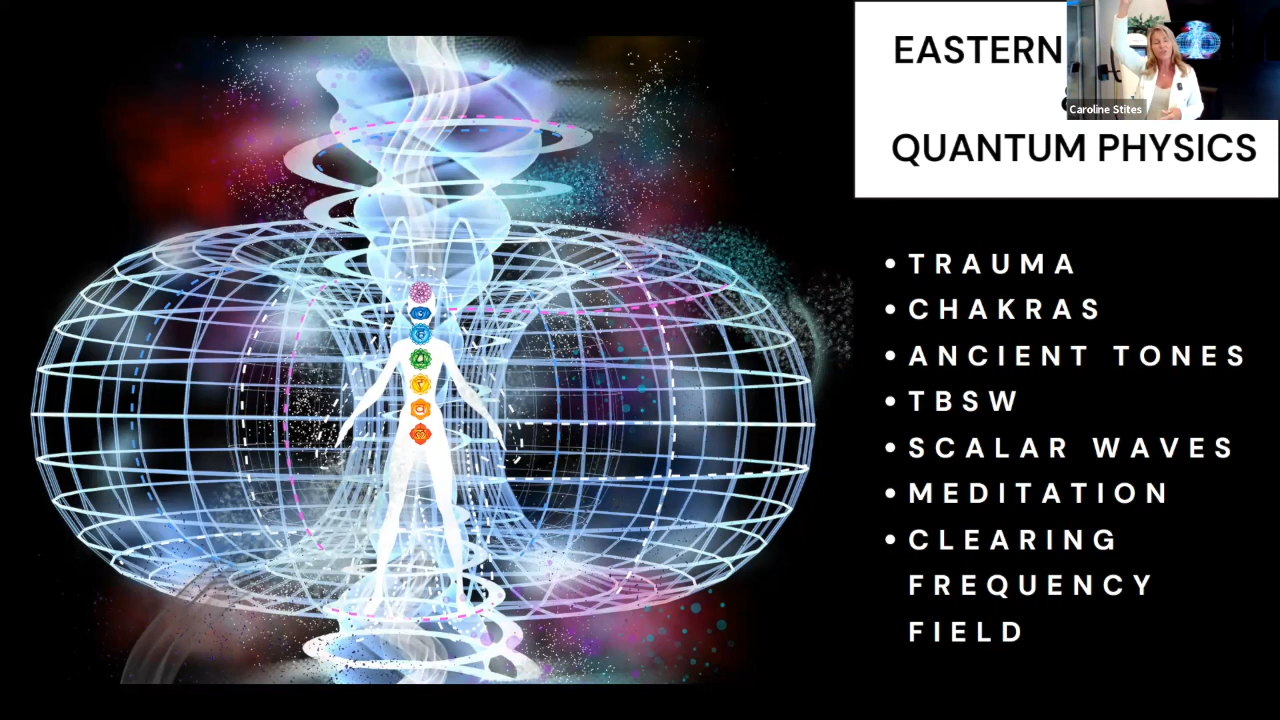 EASTERN
Caroline Stites
QUANTUM PHYSICS
• TRAUMA
• CHAKRAS
• ANCIENT TONES
• TBSW
• SCALAR WAVES
• MEDITATION
• CLEARING
FREQUENCY
FIELD